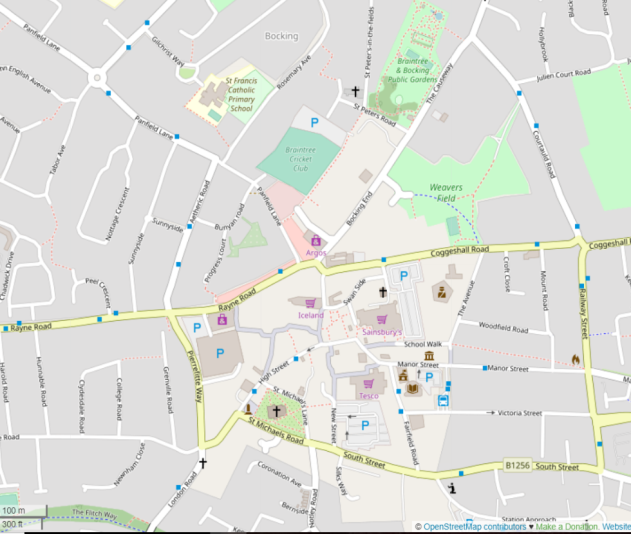 Panfield Lane
Gilchrist Way
Bocking
St Peter's-in-the-fields
Braintree
& Bocking
Public Gardens
The Causeway
Hollybrook
Road
Julien Court Road
Rosemary Ave
St Francis
Catholic
Primary
School
en English Avenue
Avenue
Tabor Ave
Panfield Lane
P
St Peters Road
Courtauld Road
Braintree
Cricket
Club
Weavers
Field
Nottage Crescent
Aetheric Road
Sunnyside
Sunnyside
Bunyan road
Panfield Lane
Bocking End
Progress court
Argos
Coggeshall Road
Coggeshall
Chadwick Drive
Peel Crescent
Rayne Road
Rayne Road
Swan Side
P
Iceland
Sainsbury's
The Avenue
Croft Close
Mount Road
Railway Street
Woodfield Road
P
P
School Walk
Manor Street
Manor Street
P
Harold Road
Hunnable Road
Clydesdale Road
College Road
Grenville Road
Pierrefitte Way
High Street
St. Michael's Lane
New Street
Tesco
P
Victoria Street
Fairfield Road
Road
St Michaels Road
South Street
B1256
South Street
Newnham Close
London Road
Coronation Ave
Silks Way
Station Approach
The Flitch Way
100 m
300 ft
© OpenStreetMap contributors ♥ Make a Donation. Website